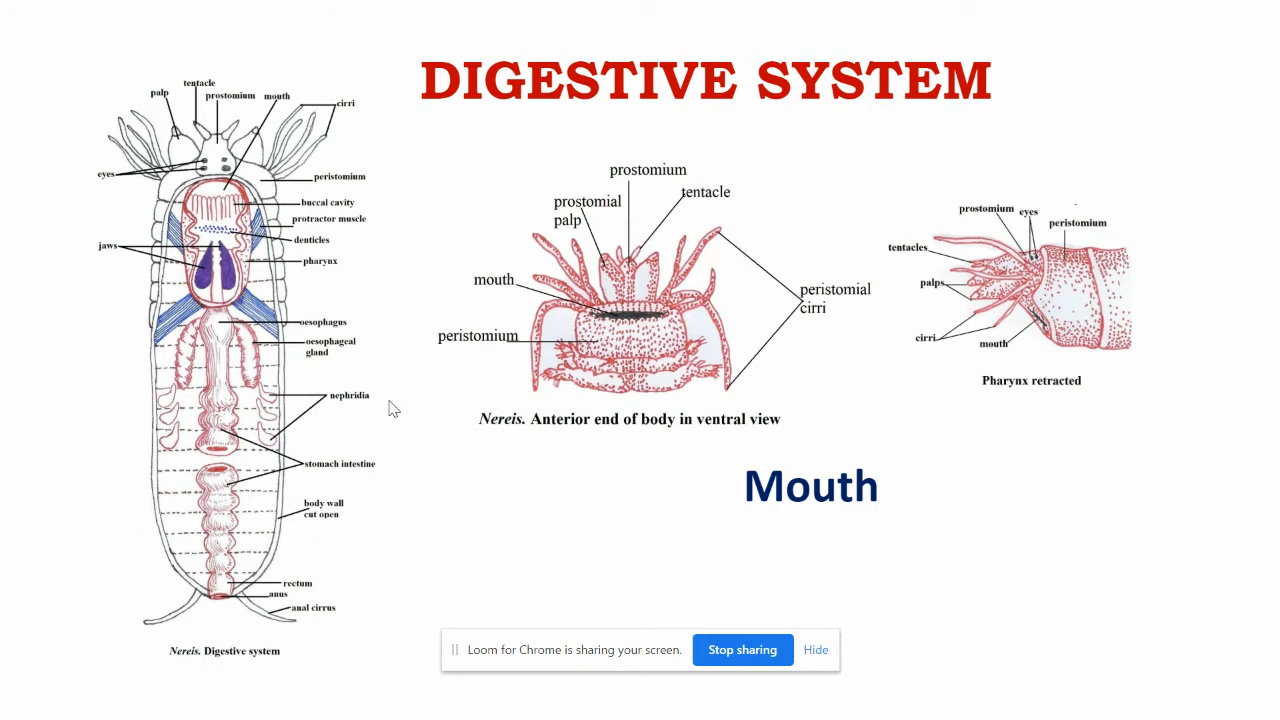 DIGESTIVE SYSTEM
tentacle
palp
prostomium
mouth
cirri
eyes
peristomium
buccal cavity
protractor muscle
denticles
jaws
pharynx
oesophagus
oesophageal
gland
nephridia
stomach intestine
body wall
cut open
rectum
anus
anal cirrus
Nereis. Digestive system
prostomium
tentacle
prostomial
palp
mouth
peristomial
cirri
peristomium
Nereis. Anterior end of body in ventral view
prostomium
eyes
peristomium
tentacles
palps
cirri
mouth
Pharynx retracted
Mouth
Loom for Chrome is sharing your screen.
Stop sharing
Hide